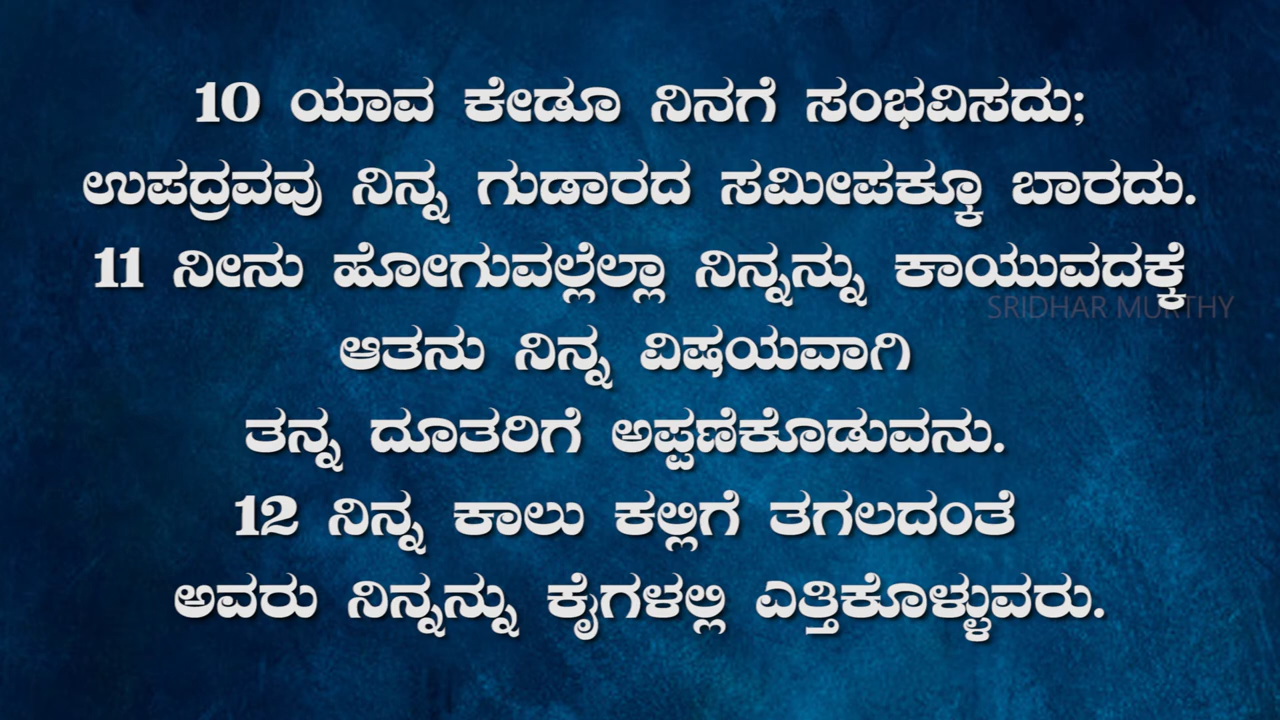 10 ಯಾವ ಕೇಡೂ ನಿನಗೆ ಸಂಭವಿಸದು;
ಉಪದ್ರವವು ನಿನ್ನ ಗುಡಾರದ ಸಮೀಪಕ್ಕೂ ಬಾರದು.
11 ನೀನು ಹೋಗುವಲ್ಲೆಲ್ಲಾ ನಿನ್ನನ್ನು ಕಾಯುವದಕ್ಕೆ
SRIDHAR MURTHY
ಆತನು ನಿನ್ನ ವಿಷಯವಾಗಿ
ತನ್ನ ದೂತರಿಗೆ ಅಪ್ಪಣೆಕೊಡುವನು.
12 ನಿನ್ನ ಕಾಲು ಕಲ್ಲಿಗೆ ತಗಲದಂತೆ
ಅವರು ನಿನ್ನನ್ನು ಕೈಗಳಲ್ಲಿ ಎತ್ತಿಕೊಳ್ಳುವರು.